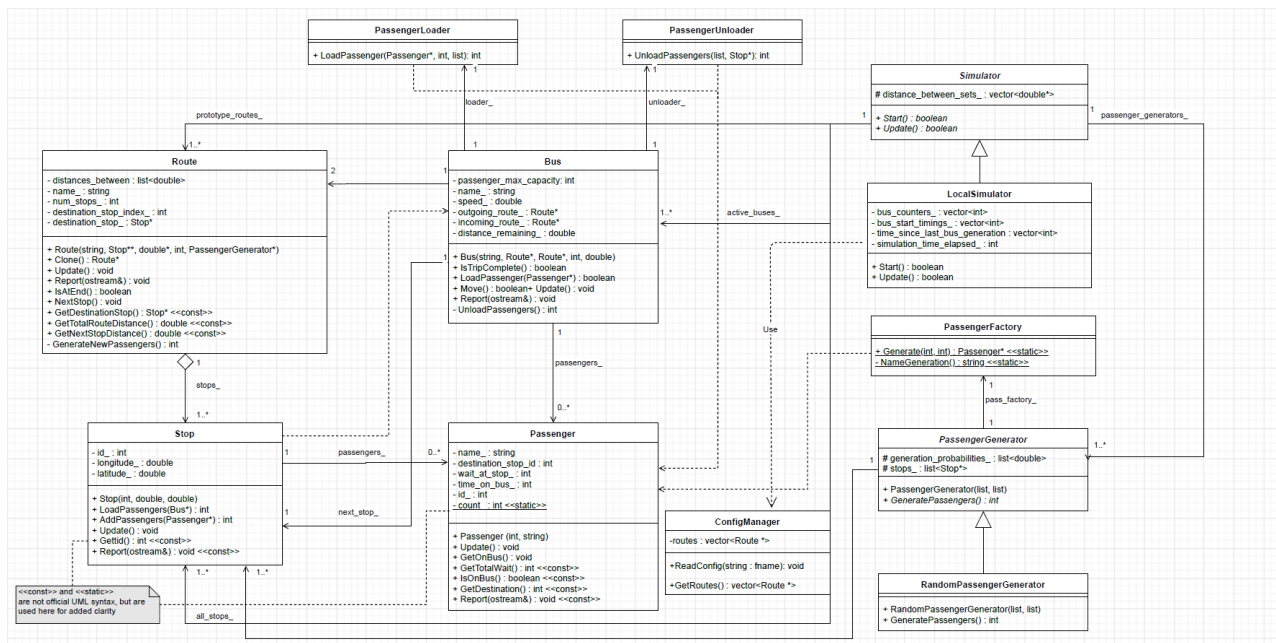 PassengerLoader
+ LoadPassenger(Passenger*, int, list): int
PassengerUnloader
+ UnloadPassengers(list, Stop*): int
Simulator
# distance_between_sets_ : vector<double*>
+ Start() : boolean
+ Update() : boolean
1
1
loader_
unloader_
1
1
prototype_routes_
1..*
1
1
passenger_generators_
Route
- distances_between : list<double>
- name_ : string
- num_stops_ : int
- destination_stop_index_ : int
- destination_stop_ : Stop*
+ Route(string, Stop**, double*, int, PassengerGenerator*)
+ Clone() : Route*
+ Update() : void
+ Report(ostream&) : void
+ IsAtEnd() : boolean
+ NextStop() : void
+ GetDestinationStop() : Stop* <<const>>
+ GetTotalRouteDistance() : double <<const>>
+ GetNextStopDistance() : double <<const>>
- GenerateNewPassengers() : int
2
1
Bus
- passenger_max_capacity: int
- name_ : string
- speed_ : double
- outgoing_route_ : Route*
- incoming_route_ : Route*
- distance_remaining_ : double
+ Bus(string, Route*, Route*, int, double)
+ IsTripComplete() : boolean
+ LoadPassenger(Passenger*) : boolean
+ Move() : boolean+ Update() : void
+ Report(ostream&) : void
- UnloadPassengers() : int
1
1..*
active_buses_
LocalSimulator
- bus_counters_ : vector<int>
- bus_start_timings_ : vector<int>
- time_since_last_bus_generation : vector<int>
- simulation_time_elapsed_ : int
+ Start() : boolean
+ Update() : boolean
Use
PassengerFactory
+ Generate(int, int) : Passenger* <<static>>
- NameGeneration() : string <<static>>
1
stops_
1..*
1
passengers_
0..*
1
pass_factory_
1
Stop
- id_ : int
- longitude_ : double
- latitude_ : double
+ Stop(int, double, double)
+ LoadPassengers(Bus*) : int
+ AddPassengers(Passenger*) : int
+ Update() : void
+ GetId() : int <<const>>
+ Report(ostream&) : void <<const>>
1
passengers_
0..*
1
next_stop_
Passenger
- name_ : string
- destination_stop_id : int
- wait_at_stop_ : int
- time_on_bus_ : int
- id_ : int
- count_ : int <<static>>
+ Passenger (int, string)
+ Update() : void
+ GetOnBus() : void
+ GetTotalWait() : int <<const>>
+ IsOnBus() : boolean <<const>>
+ GetDestination() : int <<const>>
+ Report(ostream&) : void <<const>>
PassengerGenerator
# generation_probabilities_ : list<double>
# stops_ : list<Stop*>
+ PassengerGenerator(list, list)
+ GeneratePassengers() : int
1
1..*
ConfigManager
-routes : vector<Route *>
+ReadConfig(string : fname): void
+GetRoutes() : vector<Route *>
RandomPassengerGenerator
+ RandomPassengerGenerator(list, list)
+ GeneratePassengers() : int
1..*
1..*
<<const>> and <<static>>
are not official UML syntax, but are
used here for added clarity
all_stops_